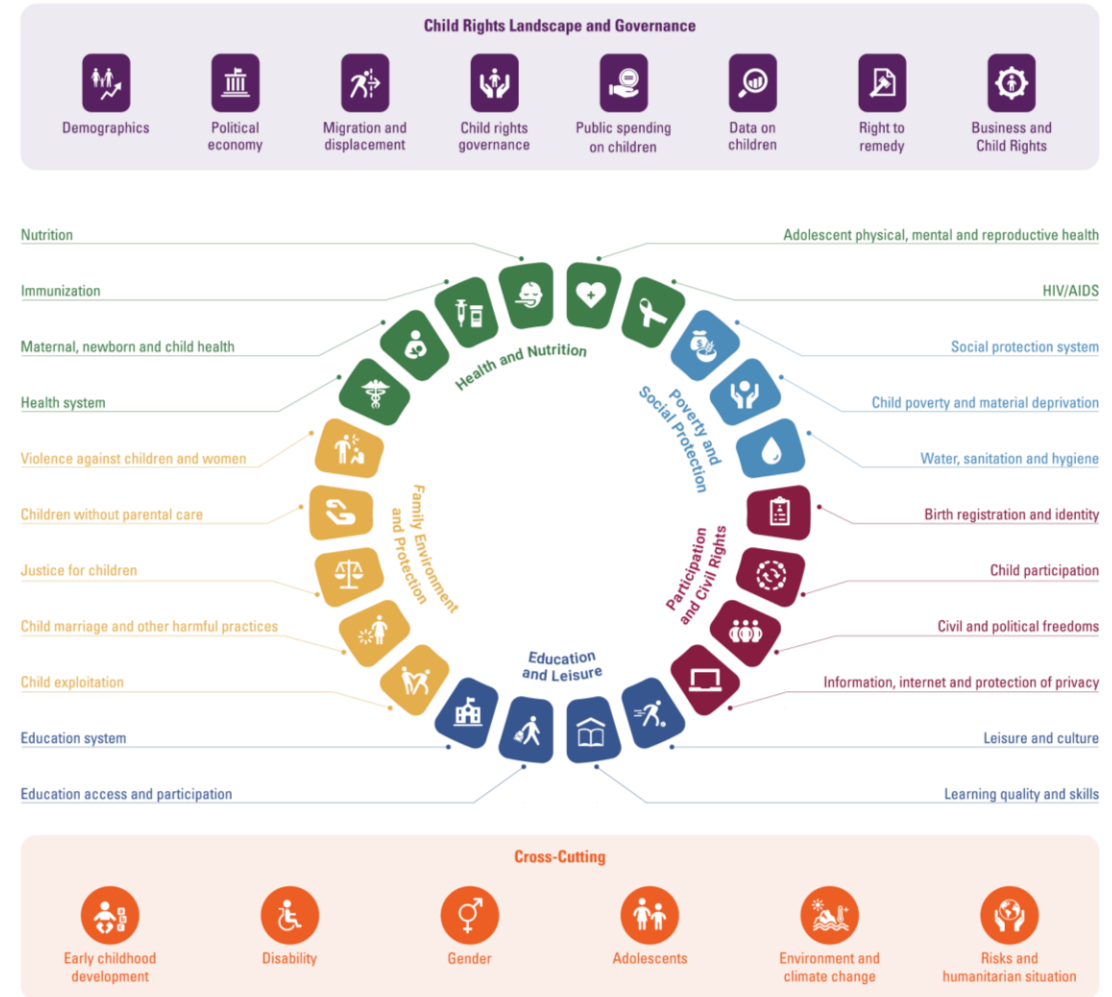 Child Rights Landscape and Governance
Demographics
Political
economy
Migration and
displacement
Child rights
governance
Public spending
on children
Data on
children
Right to
remedy
Business and
Child Rights
Nutrition
Immunization
Maternal, newborn and child health
Health system
Violence against children and women
Children without parental care
Justice for children
Child marriage and other harmful practices
Child exploitation
Education system
Education access and participation
Health and Nutrition
Poverty and
Social Protection
Family Environment
and Protection
Participation
and Civil Rights
Education
and Leisure
Adolescent physical, mental and reproductive health
HIV/AIDS
Social protection system
Child poverty and material deprivation
Water, sanitation and hygiene
Birth registration and identity
Child participation
Civil and political freedoms
Information, internet and protection of privacy
Leisure and culture
Learning quality and skills
Cross-Cutting
Early childhood
development
Disability
Gender
Adolescents
Environment and
climate change
Risks and
humanitarian situation